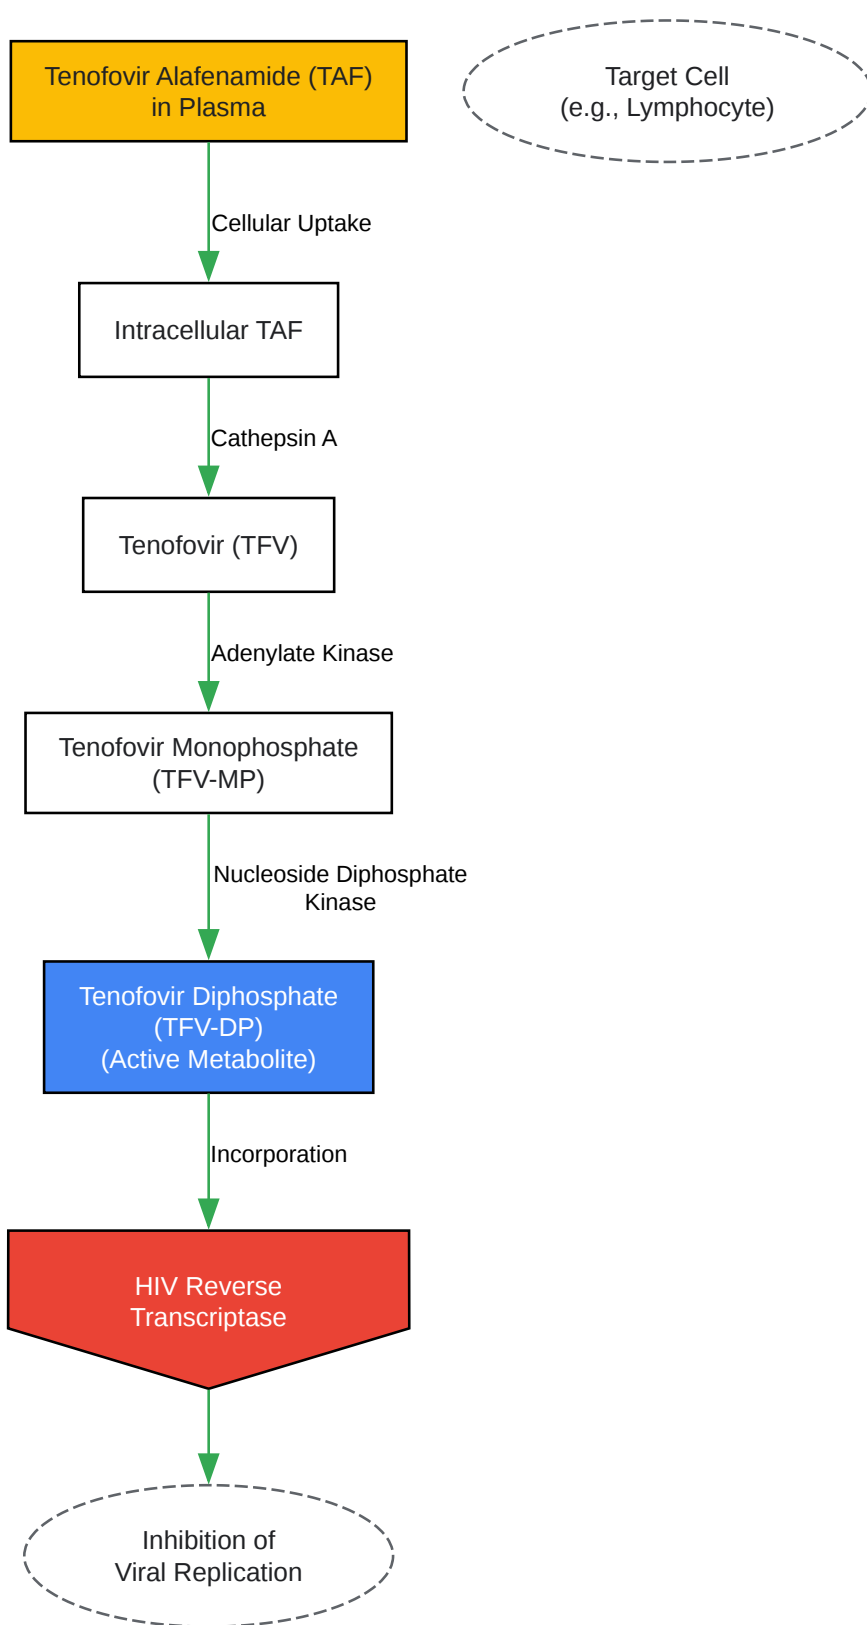 Tenofovir Alafenamide (TAF)
in Plasma
Target Cell
(e.g., Lymphocyte)
Cellular Uptake
Intracellular TAF
Cathepsin A
Tenofovir (TFV)
Adenylate Kinase
Tenofovir Monophosphate
(TFV-MP)
Nucleoside Diphosphate
Kinase
Tenofovir Diphosphate
(TFV-DP)
(Active Metabolite)
Incorporation
HIV Reverse
Transcriptase
Inhibition of
Viral Replication